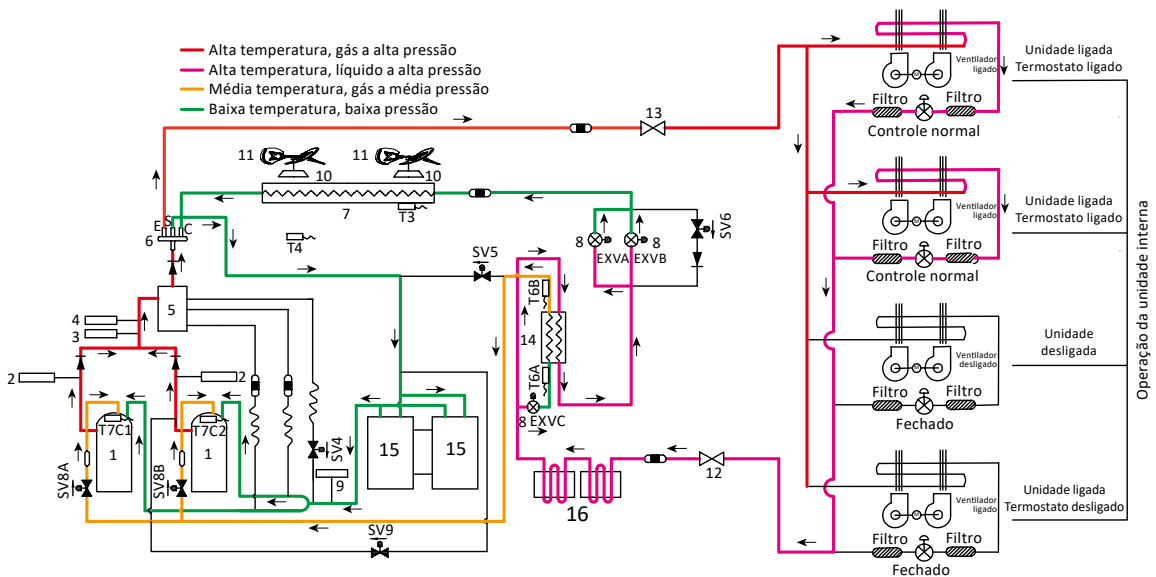 Alta temperatura, gás a alta pressão
Alta temperatura, líquido a alta pressão
Média temperatura, gás a média pressão
Baixa temperatura, baixa pressão
13
11
10
11
10
7
T3
E
S
C
6
T4
SV5
8
EXVA
EXVB
8
SV6
T6B
14
T6A
8
EXVC
5
4
3
2
2
T7C1
1
T7C2
1
SV8A
SV8B
SV4
9
15
15
SV9
16
12
Ventilador
ligado
M
Filtro
Filtro
Controle normal
Unidade ligada
Termostato ligado
Ventilador
ligado
M
Filtro
Filtro
Controle normal
Unidade ligada
Termostato ligado
Ventilador
desligado
M
Filtro
Filtro
Fechado
Unidade
desligada
Ventilador
ligado
M
Filtro
Filtro
Fechado
Unidade ligada
Termostato desligado
Operação da unidade interna